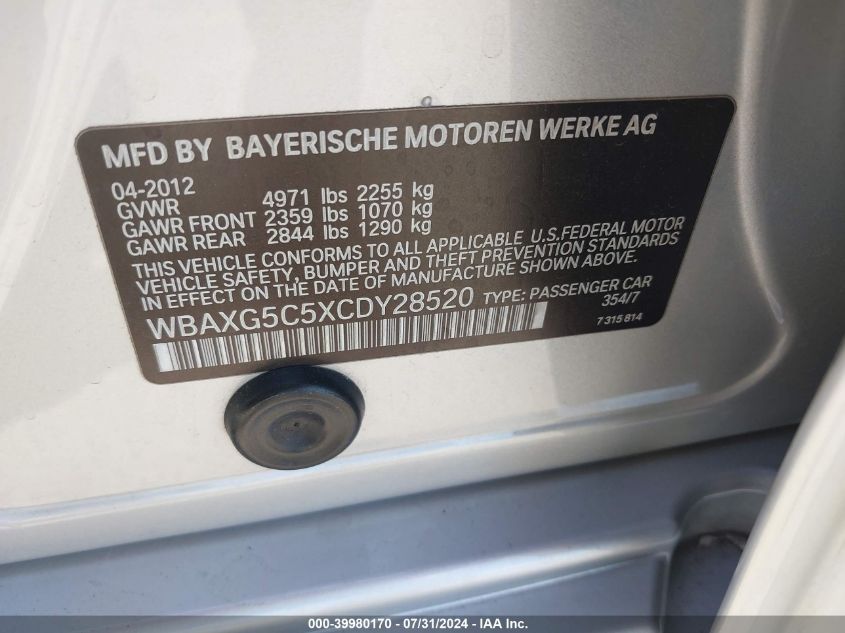 MFD BY BAYERISCHE MOTOREN WERKE AG
04-2012
GVWR 4971 lbs 2255 kg
GAWR FRONT 2359 lbs 1070 kg
GAWR REAR 2844 lbs 1290 kg
THIS VEHICLE CONFORMS TO ALL APPLICABLE U.S.FEDERAL MOTOR
VEHICLE SAFETY, BUMPER AND THEFT PREVENTION STANDARDS
IN EFFECT ON THE DATE OF MANUFACTURE SHOWN ABOVE.
WBAXG5C5XCDY28520 TYPE: PASSENGER CAR
354/7
7 315 814
000-39980170 - 07/31/2024 - IAA Inc.